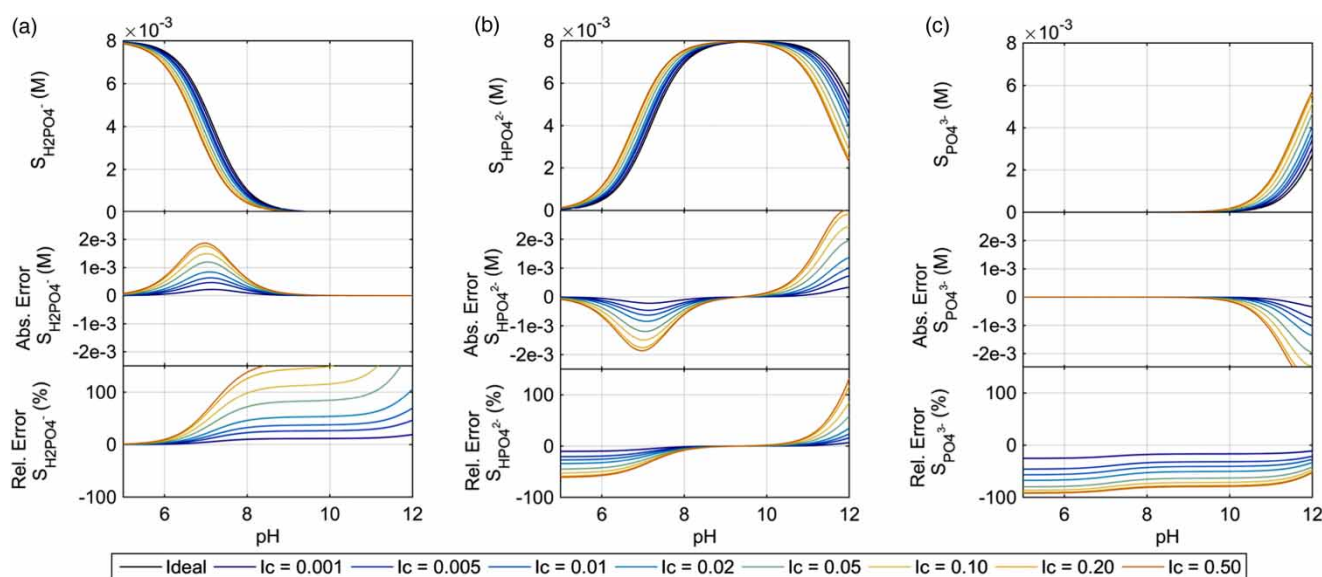 (a)
×10⁻³
8
6
4
2
0
S_H2PO4⁻ (M)
2e-3
1e-3
0
-1e-3
-2e-3
Abs. Error
S_H2PO4⁻ (M)
100
0
-100
Rel. Error
S_H2PO4⁻ (%)
6 8 10 12
pH
(b)
×10⁻³
8
6
4
2
0
S_HPO4²⁻ (M)
2e-3
1e-3
0
-1e-3
-2e-3
Abs. Error
S_HPO4²⁻ (M)
100
0
-100
Rel. Error
S_HPO4²⁻ (%)
6 8 10 12
pH
(c)
×10⁻³
8
6
4
2
0
S_PO4³⁻ (M)
2e-3
1e-3
0
-1e-3
-2e-3
Abs. Error
S_PO4³⁻ (M)
100
0
-100
Rel. Error
S_PO4³⁻ (%)
6 8 10 12
pH
Ideal Ic = 0.001 Ic = 0.005 Ic = 0.01 Ic = 0.02 Ic = 0.05 Ic = 0.10 Ic = 0.20 Ic = 0.50